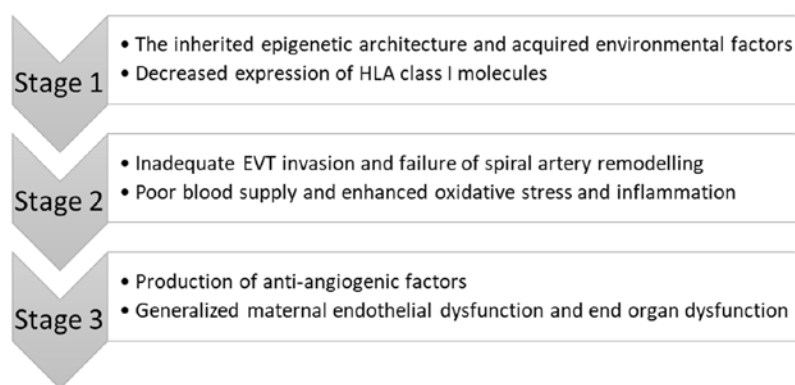 Stage 1
• The inherited epigenetic architecture and acquired environmental factors
• Decreased expression of HLA class I molecules
Stage 2
• Inadequate EVT invasion and failure of spiral artery remodelling
• Poor blood supply and enhanced oxidative stress and inflammation
Stage 3
• Production of anti-angiogenic factors
• Generalized maternal endothelial dysfunction and end organ dysfunction